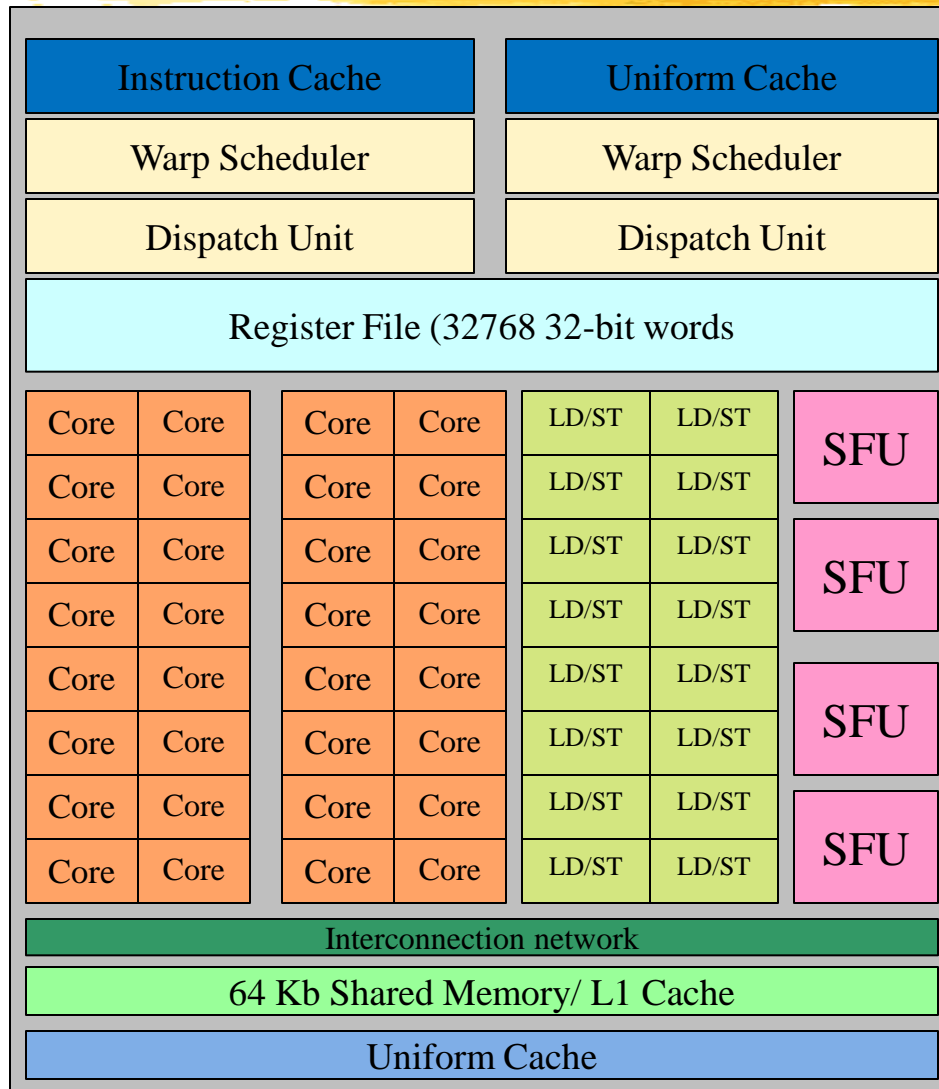 Instruction Cache Uniform Cache
Warp Scheduler Warp Scheduler
Dispatch Unit Dispatch Unit
Register File (32768 32-bit words
Core Core Core Core LD/ST LD/ST SFU
Core Core Core Core LD/ST LD/ST
Core Core Core Core LD/ST LD/ST SFU
Core Core Core Core LD/ST LD/ST
Core Core Core Core LD/ST LD/ST SFU
Core Core Core Core LD/ST LD/ST
Core Core Core Core LD/ST LD/ST SFU
Core Core Core Core LD/ST LD/ST
Interconnection network
64 Kb Shared Memory/ L1 Cache
Uniform Cache